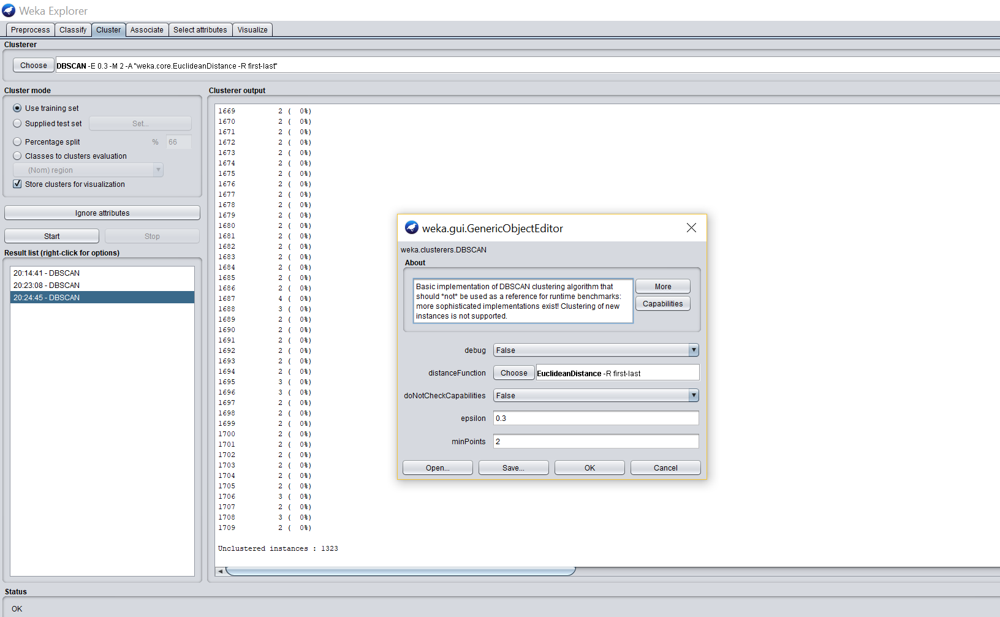 Weka Explorer
Preprocess Classify Cluster Associate Select attributes Visualize
Clusterer
Choose DBSCAN -E 0.3 -M 2 -A "weka.core.EuclideanDistance -R first-last"
Cluster mode
Use training set
Supplied test set Set...
Percentage split % 66
Classes to clusters evaluation
(Nom) region
Store clusters for visualization
Ignore attributes
Start Stop
Result list (right-click for options)
20:14:41 - DBSCAN
20:23:08 - DBSCAN
20:24:45 - DBSCAN
Clusterer output
1669 2 ( 0%)
1670 2 ( 0%)
1671 2 ( 0%)
1672 2 ( 0%)
1673 2 ( 0%)
1674 2 ( 0%)
1675 2 ( 0%)
1676 2 ( 0%)
1677 2 ( 0%)
1678 2 ( 0%)
1679 2 ( 0%)
1680 2 ( 0%)
1681 2 ( 0%)
1682 2 ( 0%)
1683 2 ( 0%)
1684 2 ( 0%)
1685 2 ( 0%)
1686 2 ( 0%)
1687 4 ( 0%)
1688 3 ( 0%)
1689 2 ( 0%)
1690 2 ( 0%)
1691 2 ( 0%)
1692 2 ( 0%)
1693 2 ( 0%)
1694 2 ( 0%)
1695 3 ( 0%)
1696 3 ( 0%)
1697 2 ( 0%)
1698 2 ( 0%)
1699 2 ( 0%)
1700 2 ( 0%)
1701 2 ( 0%)
1702 2 ( 0%)
1703 2 ( 0%)
1704 2 ( 0%)
1705 2 ( 0%)
1706 3 ( 0%)
1707 2 ( 0%)
1708 3 ( 0%)
1709 2 ( 0%)
Unclustered instances : 1323
weka.gui.GenericObjectEditor
weka.clusterers.DBSCAN
About
Basic implementation of DBSCAN clustering algorithm that
should *not* be used as a reference for runtime benchmarks:
more sophisticated implementations exist! Clustering of new
instances is not supported.
More
Capabilities
debug False
distanceFunction Choose EuclideanDistance -R first-last
doNotCheckCapabilities False
epsilon 0.3
minPoints 2
Open... Save... OK Cancel
Status
OK